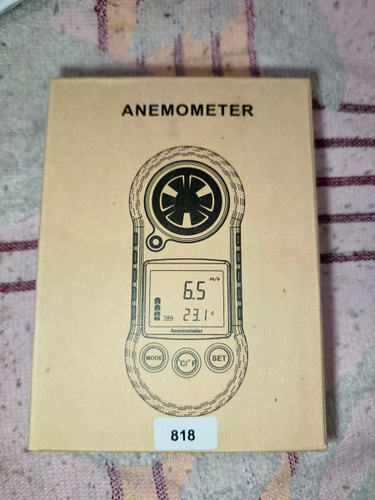 ANEMOMETER
m/s
6.5
23.1 °C
Anemometer
MODE
°C/°F
SET
818